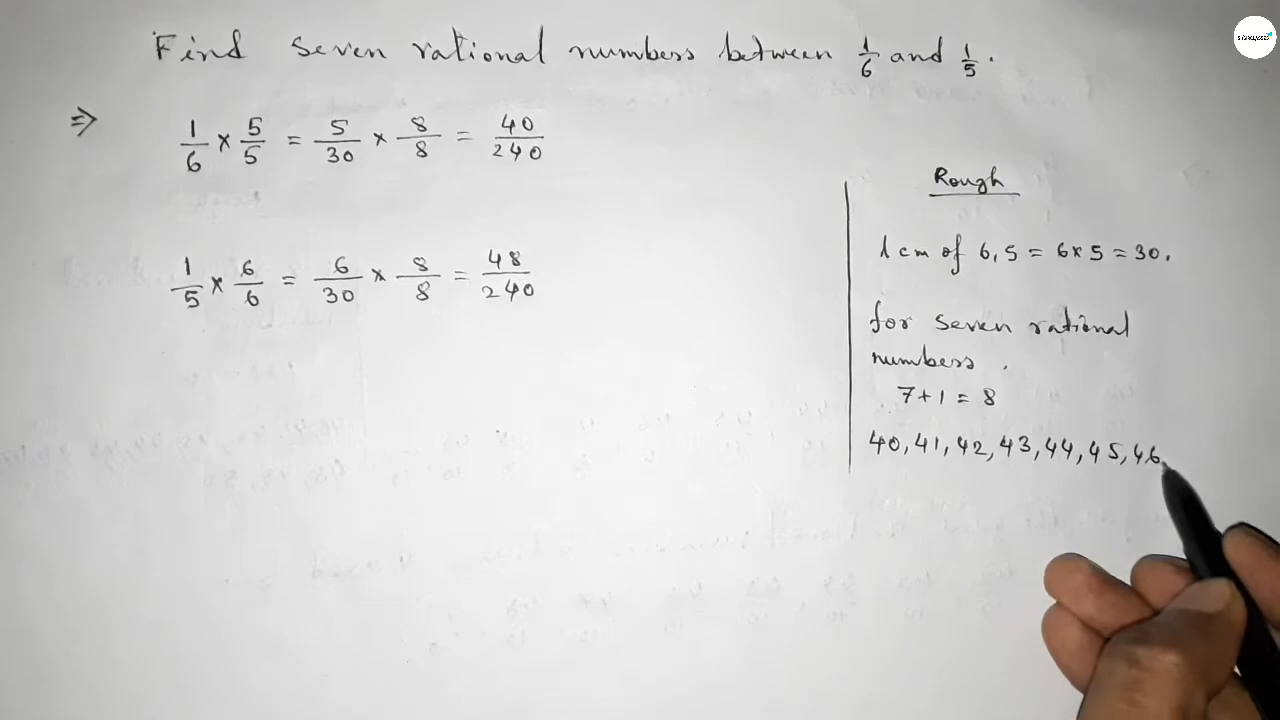 Find seven rational numbers between 1/6 and 1/5.
⇒ 1/6 × 5/5 = 5/30 × 8/8 = 40/240
Rough
lcm of 6,5 = 6×5 = 30.
1/5 × 6/6 = 6/30 × 8/8 = 48/240
for seven rational
numbers.
7+1 = 8
40, 41, 42, 43, 44, 45, 46